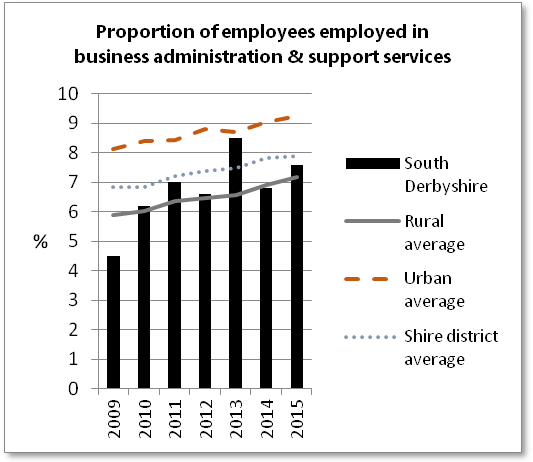 Proportion of employees employed in
business administration & support services
10
9
8
7
6
5
4
3
2
1
0
%
2009
2010
2011
2012
2013
2014
2015
South
Derbyshire
Rural
average
Urban
average
Shire district
average